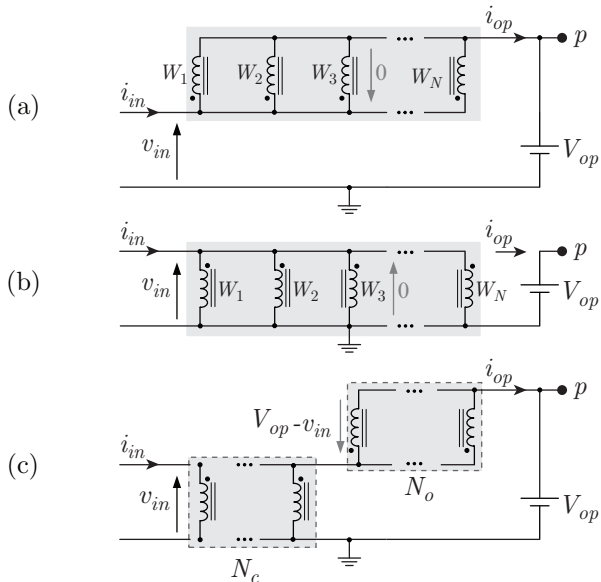 i_op p
W_1 W_2 W_3 0 ... W_N
(a) i_in
v_in V_op
i_in i_op p
(b) v_in W_1 W_2 W_3 0 W_N V_op
i_op p
V_op - v_in
i_in
(c) v_in N_o V_op
N_c